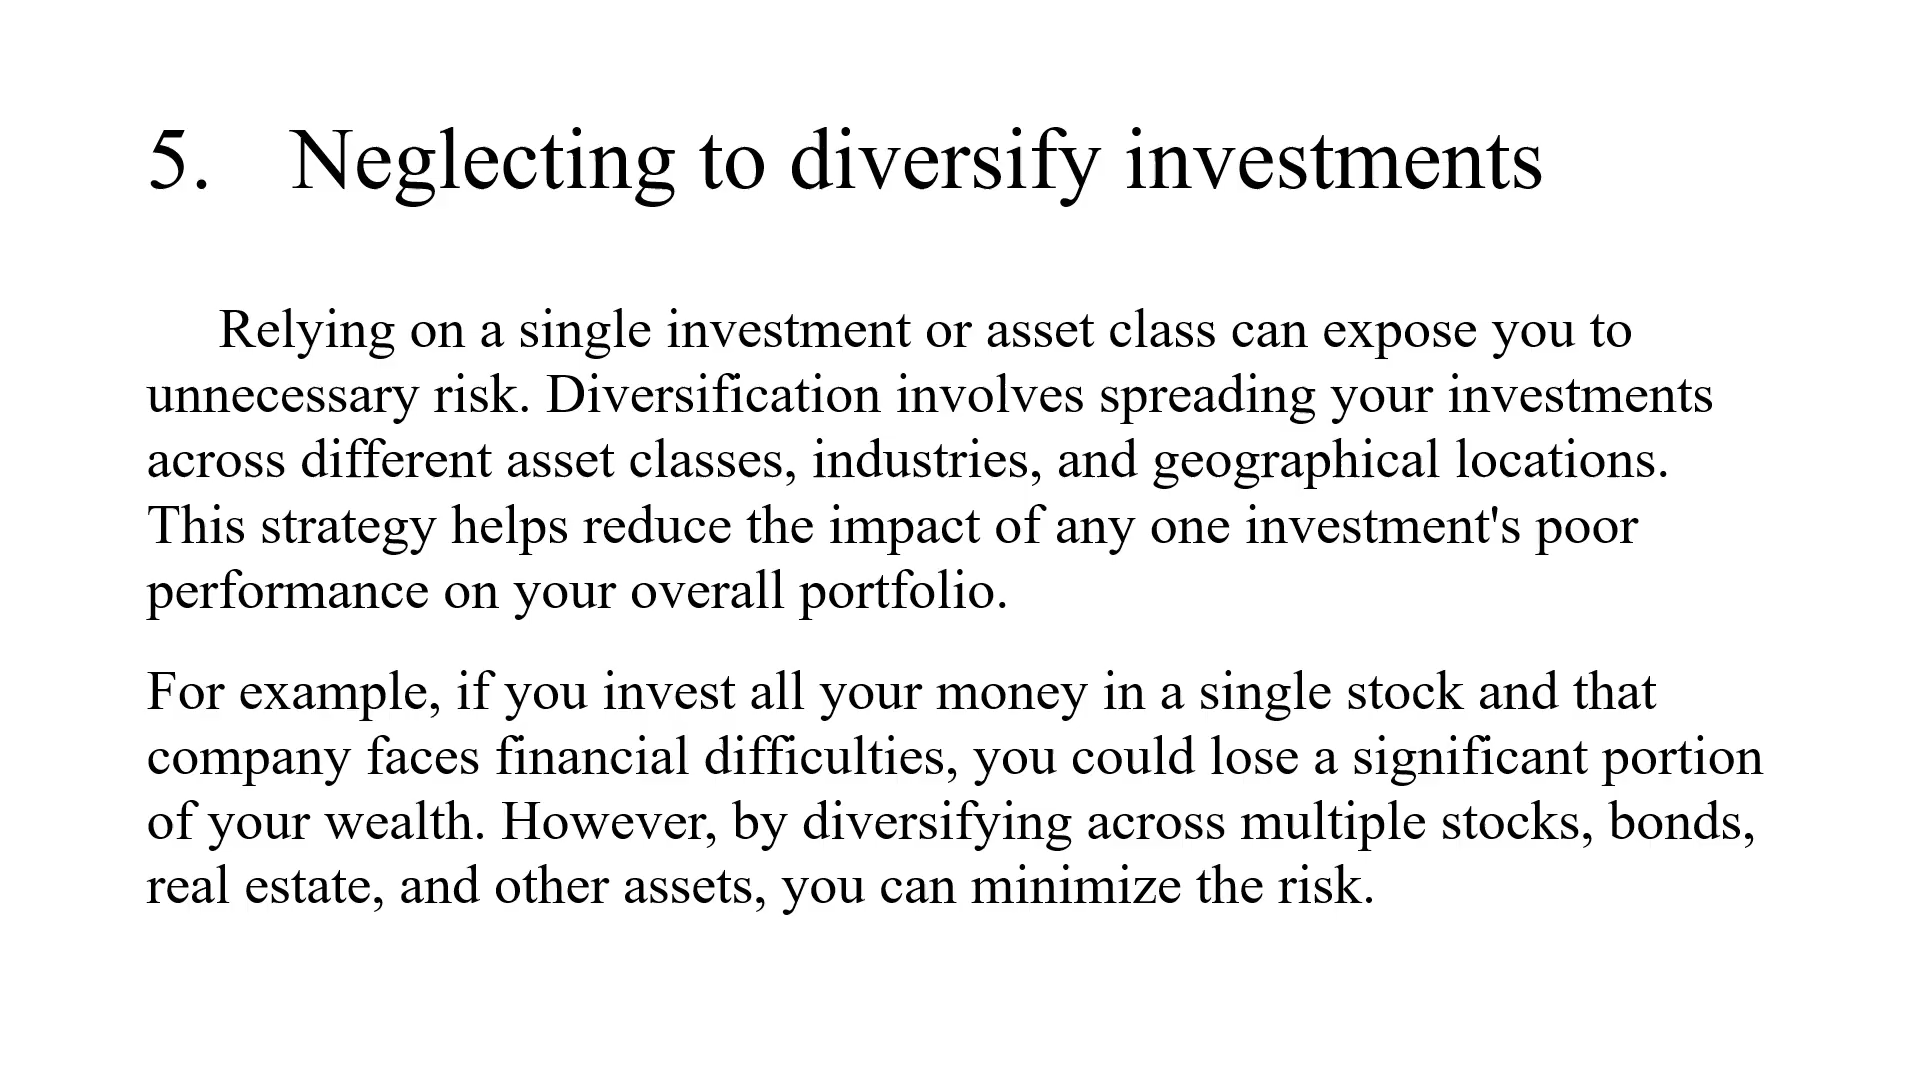 5. Neglecting to diversify investments
Relying on a single investment or asset class can expose you to
unnecessary risk. Diversification involves spreading your investments
across different asset classes, industries, and geographical locations.
This strategy helps reduce the impact of any one investment's poor
performance on your overall portfolio.
For example, if you invest all your money in a single stock and that
company faces financial difficulties, you could lose a significant portion
of your wealth. However, by diversifying across multiple stocks, bonds,
real estate, and other assets, you can minimize the risk.